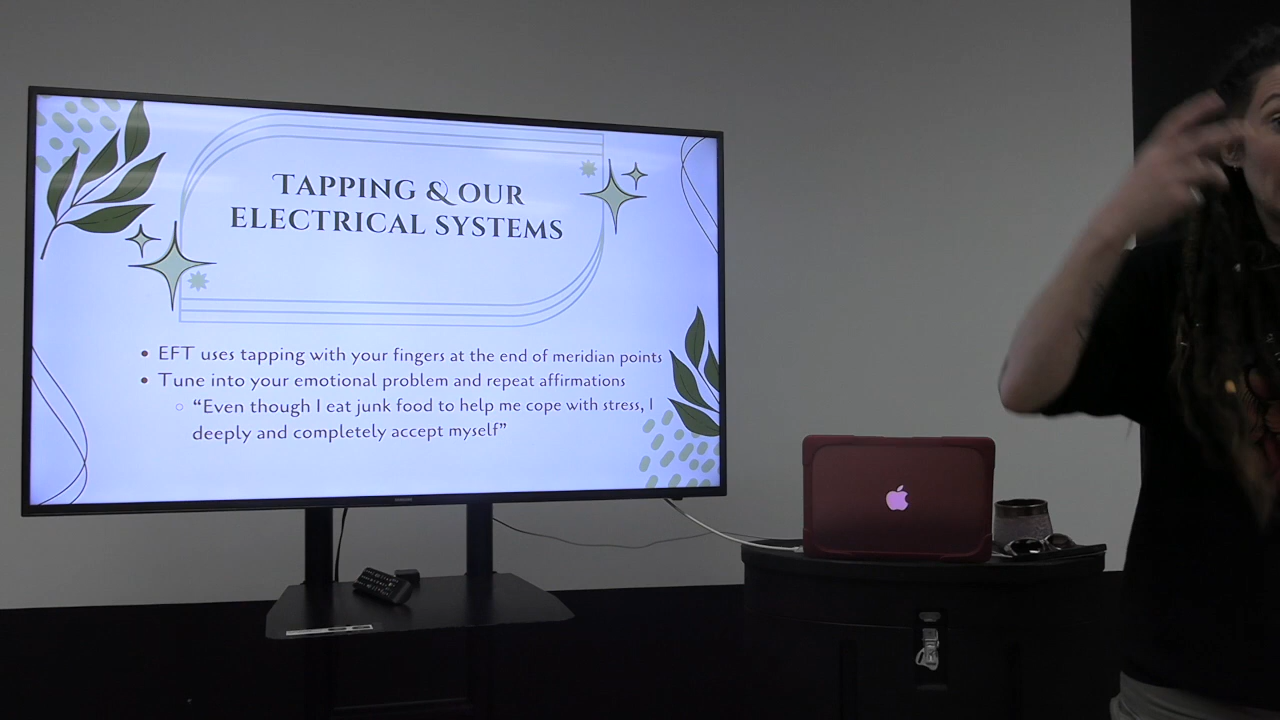 TAPPING & OUR
ELECTRICAL SYSTEMS
• EFT uses tapping with your fingers at the end of meridian points
• Tune into your emotional problem and repeat affirmations
○ “Even though I eat junk food to help me cope with stress, I
deeply and completely accept myself”
SAMSUNG